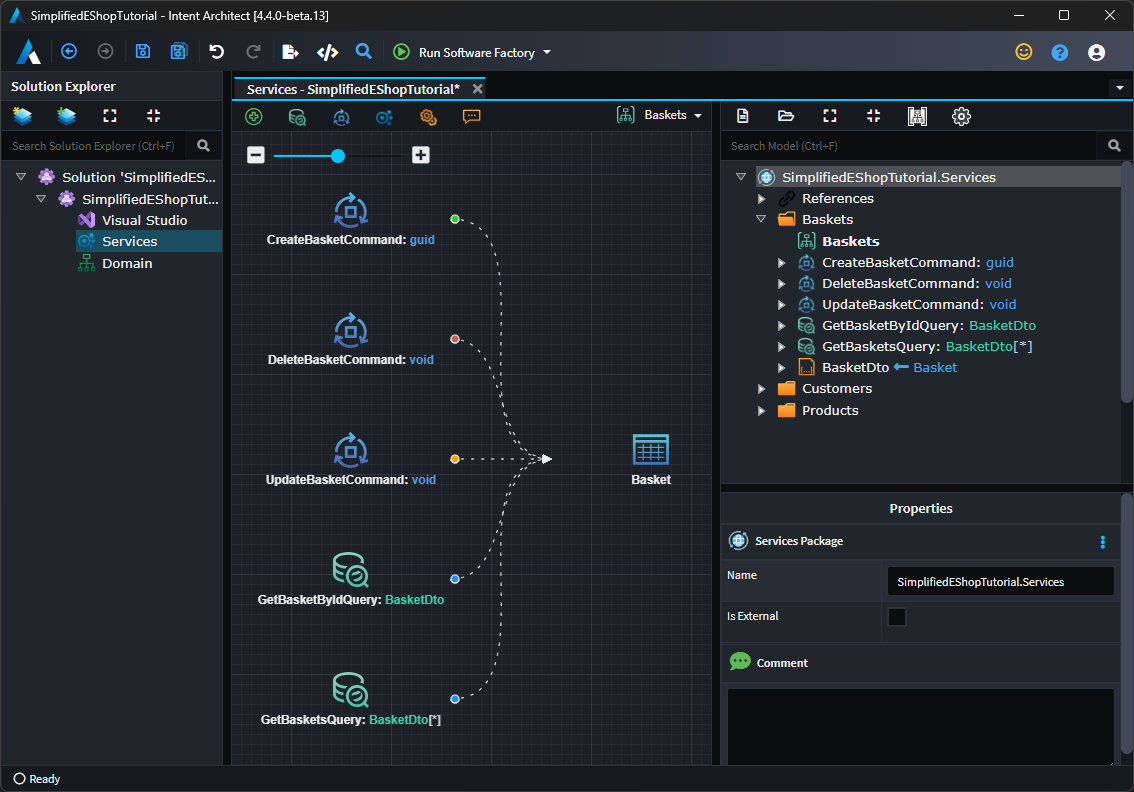 SimplifiedEShopTutorial - Intent Architect [4.4.0-beta.13]
Run Software Factory
Solution Explorer
Search Solution Explorer (Ctrl+F)
Solution 'SimplifiedES...
SimplifiedEShopTut...
Visual Studio
Services
Domain
Services - SimplifiedEShopTutorial*
Baskets
CreateBasketCommand: guid
DeleteBasketCommand: void
UpdateBasketCommand: void
Basket
GetBasketByIdQuery: BasketDto
GetBasketsQuery: BasketDto[*]
Search Model (Ctrl+F)
SimplifiedEShopTutorial.Services
References
Baskets
Baskets
CreateBasketCommand: guid
DeleteBasketCommand: void
UpdateBasketCommand: void
GetBasketByIdQuery: BasketDto
GetBasketsQuery: BasketDto[*]
BasketDto Basket
Customers
Products
Properties
Services Package
Name
SimplifiedEShopTutorial.Services
Is External
Comment
Ready